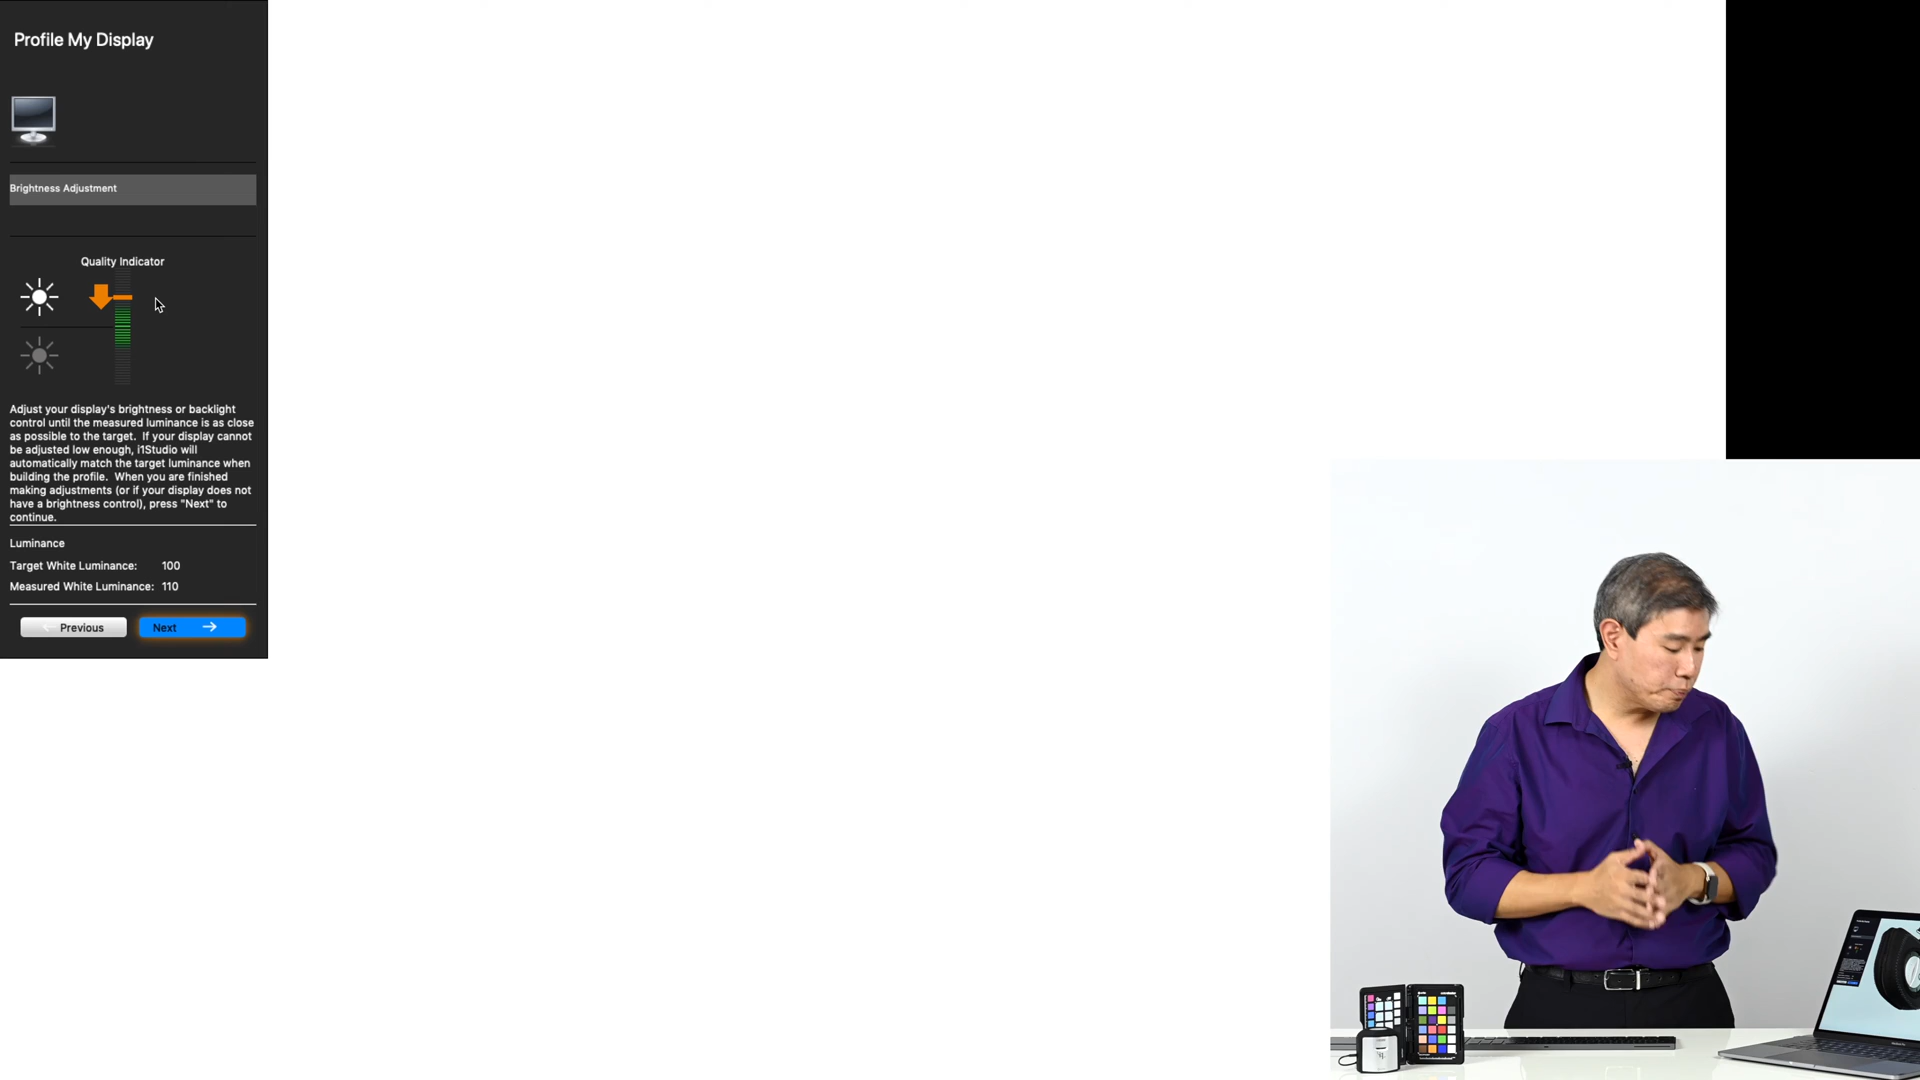 Profile My Display
Brightness Adjustment
Quality Indicator
Adjust your display's brightness or backlight
control until the measured luminance is as close
as possible to the target.  If your display cannot
be adjusted low enough, i1Studio will
automatically match the target luminance when
building the profile.  When you are finished
making adjustments (or if your display does not
have a brightness control), press "Next" to
continue.
Luminance
Target White Luminance: 100
Measured White Luminance: 110
Previous
Next